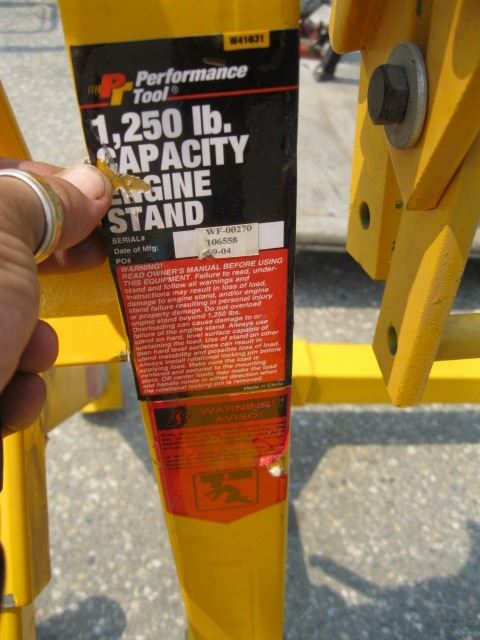 W41031
Performance
Tool®
1,250 lb.
CAPACITY
ENGINE
STAND
SERIAL# WF-00270
Date of Mfg: 106558
PO# 09-04
WARNING!
READ OWNER'S MANUAL BEFORE USING
THIS EQUIPMENT. Failure to read, under-
stand and follow all warnings and
instructions may result in loss of load,
damage to engine stand, and/or engine
stand failure resulting in personal injury
or property damage. Do not overload
engine stand beyond 1,250 lbs.
Overloading can cause damage to or
failure of the engine stand. Always use
stand on hard, level surface capable of
sustaining the load. Use of stand on other
than hard level surfaces can result in
stand instability and possible loss of load.
Always install rotational locking pin before
applying load. Make sure the load is
centered and secured to the mounting
plate. Off center loads may make the load
and handle rotate in either direction when
the rotational locking pin is removed
Made in China
WARNING!
AVISO!